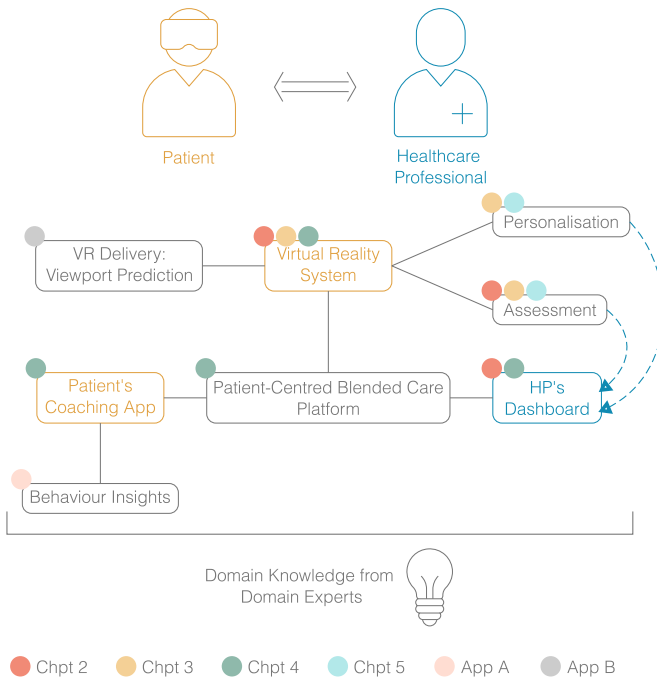 Patient
Healthcare
Professional
Personalisation
VR Delivery:
Viewport Prediction
Virtual Reality
System
Assessment
Patient's
Coaching App
Patient-Centred Blended Care
Platform
HP's
Dashboard
Behaviour Insights
Domain Knowledge from
Domain Experts
Chpt 2
Chpt 3
Chpt 4
Chpt 5
App A
App B